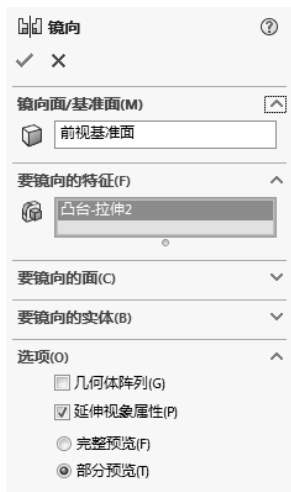 镜向
镜向面/基准面(M)
前视基准面
要镜向的特征(F)
凸台-拉伸2
要镜向的面(C)
要镜向的实体(B)
选项(O)
几何体阵列(G)
延伸视象属性(P)
完整预览(F)
部分预览(T)